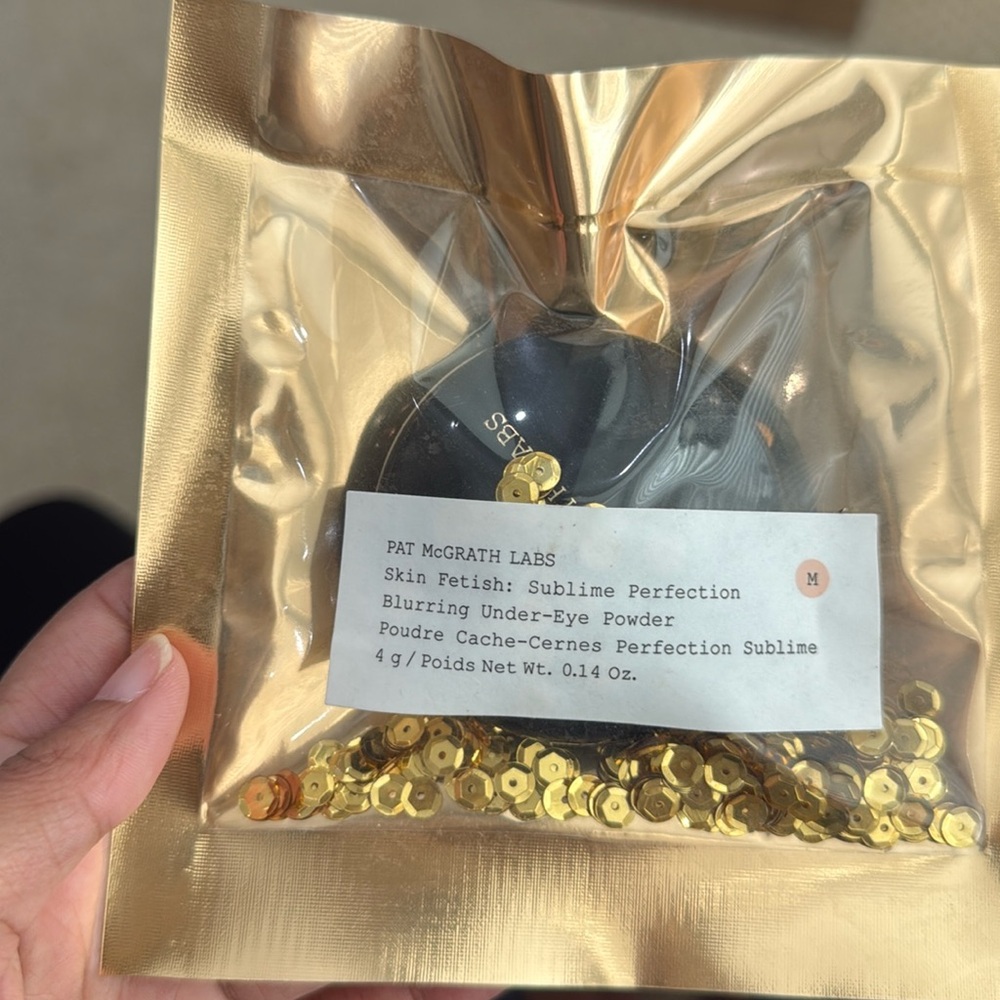 ABS
PAT McGRATH LABS
M
Skin Fetish: Sublime Perfection
Blurring Under-Eye Powder
Poudre Cache-Cernes Perfection Sublime
4 g / Poids Net Wt. 0.14 Oz.